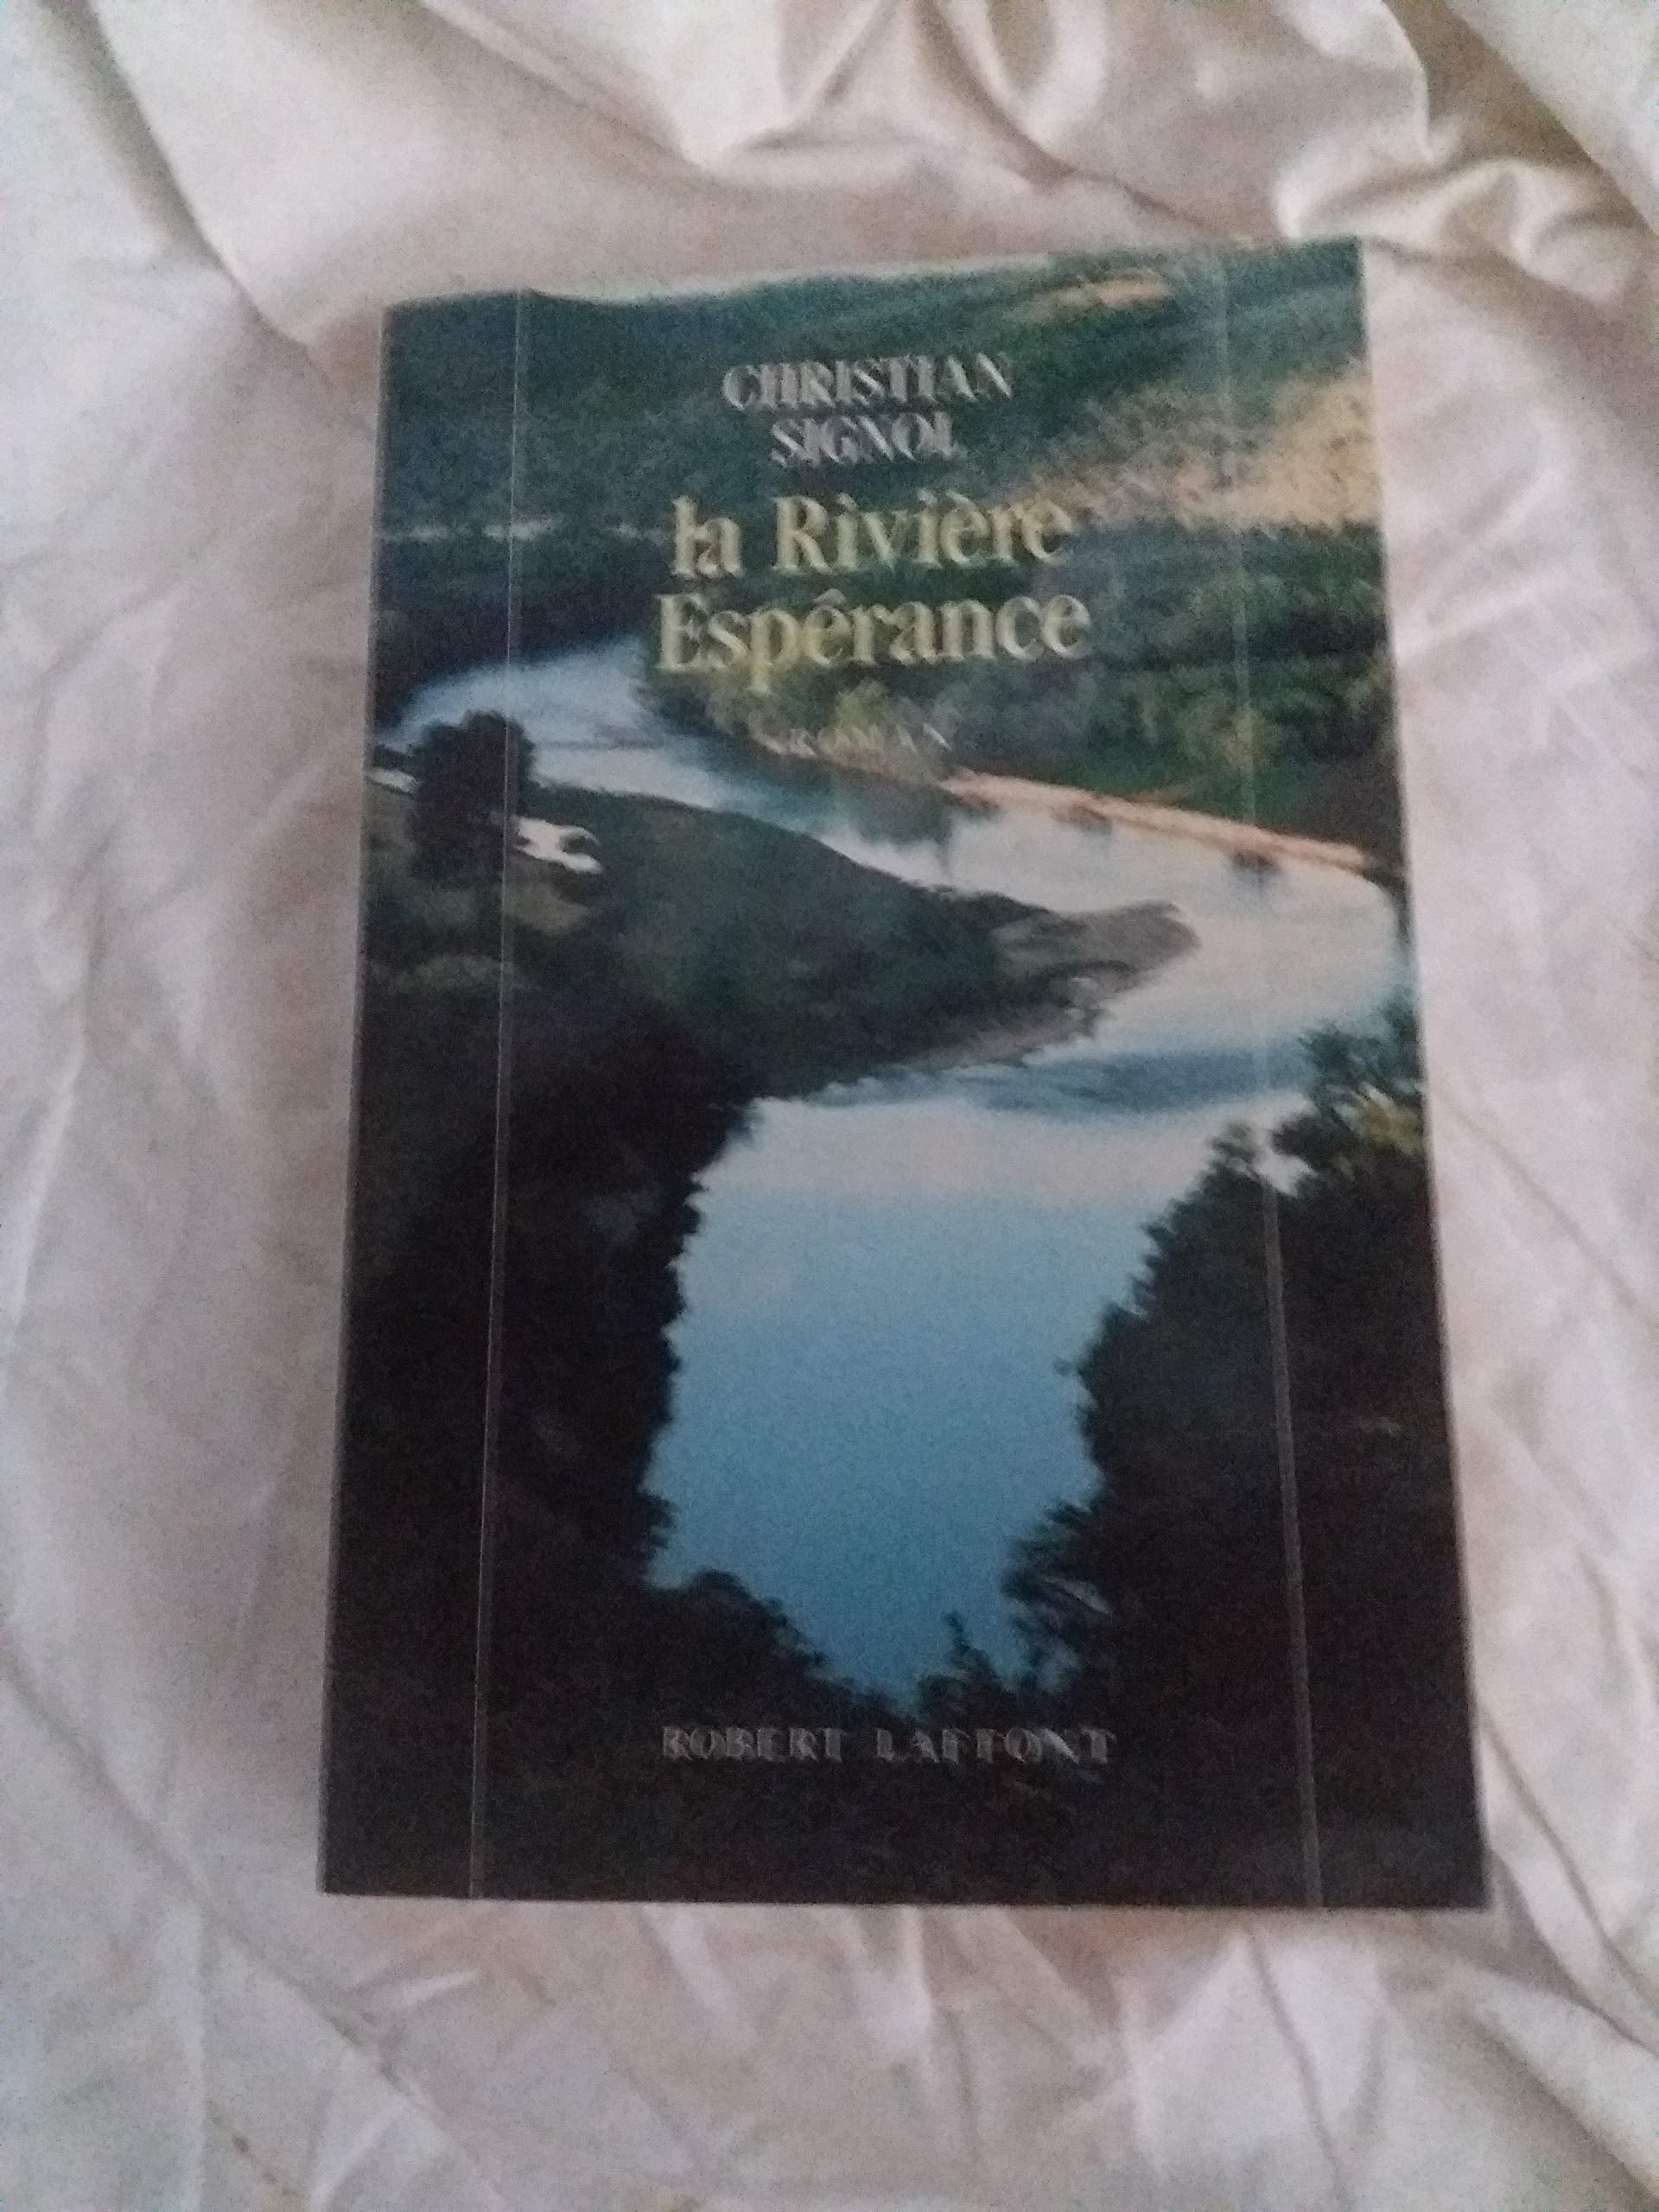 CHRISTIAN
SIGNOL
la Rivière
Espérance
ROMAN
ROBERT LAFFONT